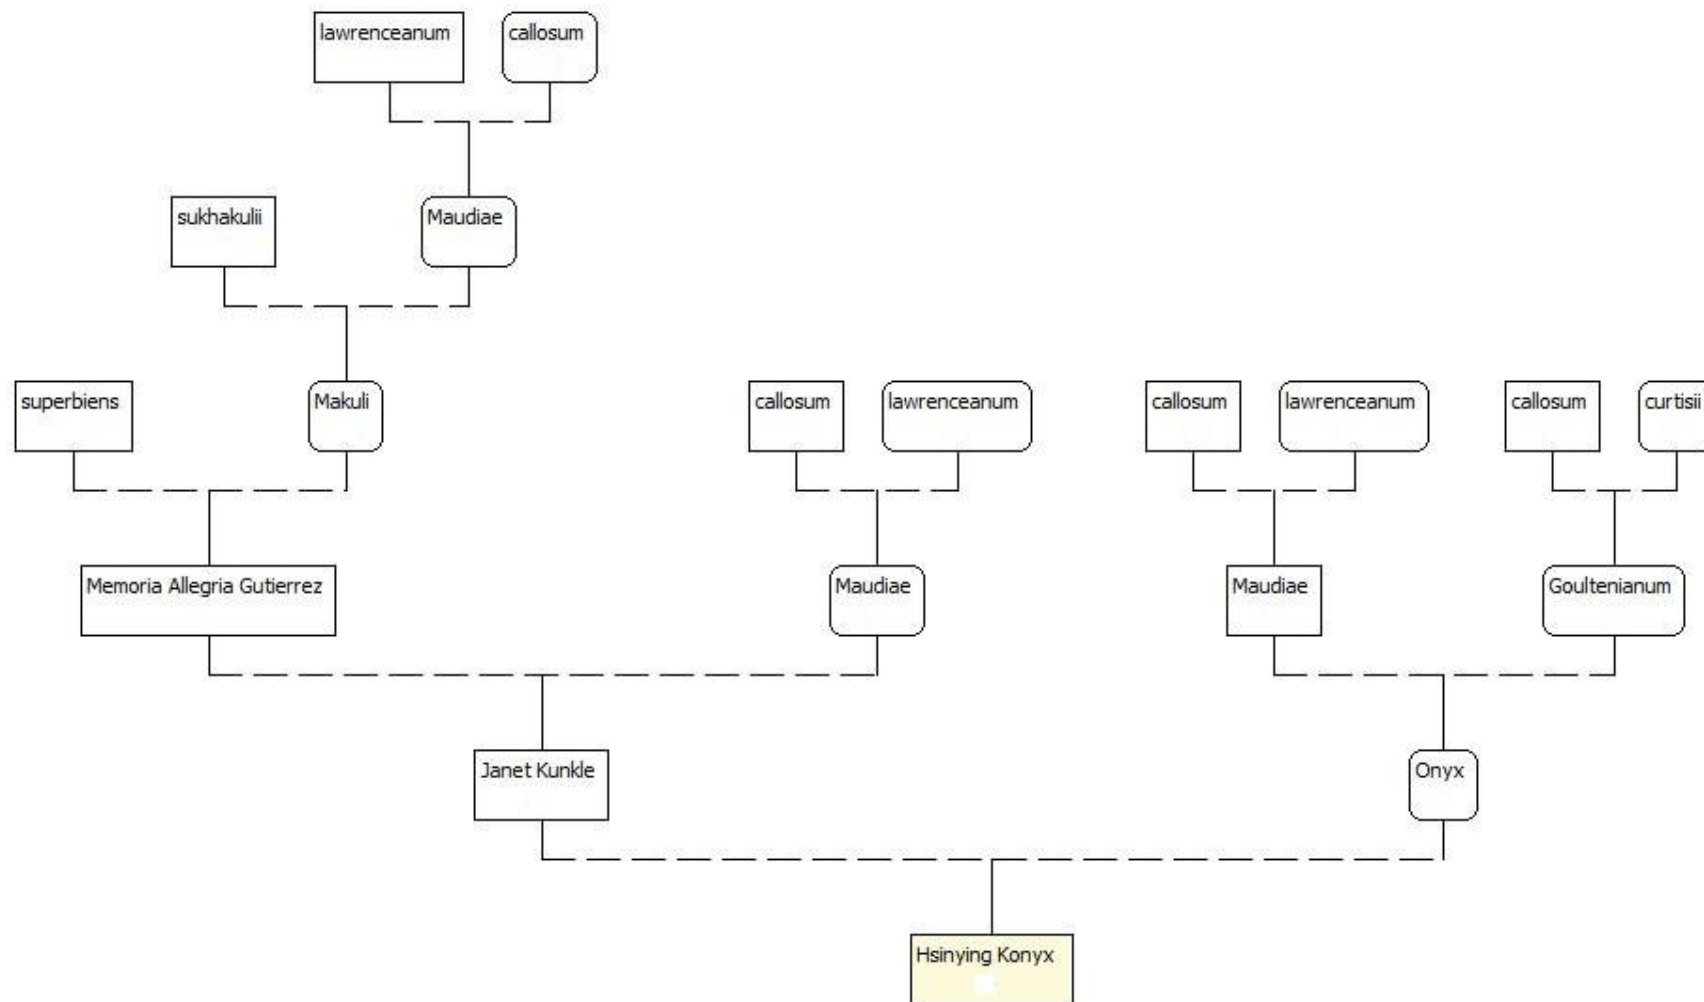 lawrenceanum
callosum
sukhakulii
Maudiae
superbiens
Makuli
callosum
lawrenceanum
callosum
lawrenceanum
callosum
curtisii
Memoria Allegria Gutierrez
Maudiae
Maudiae
Goultenianum
Janet Kunkle
Onyx
Hsinying Konyx